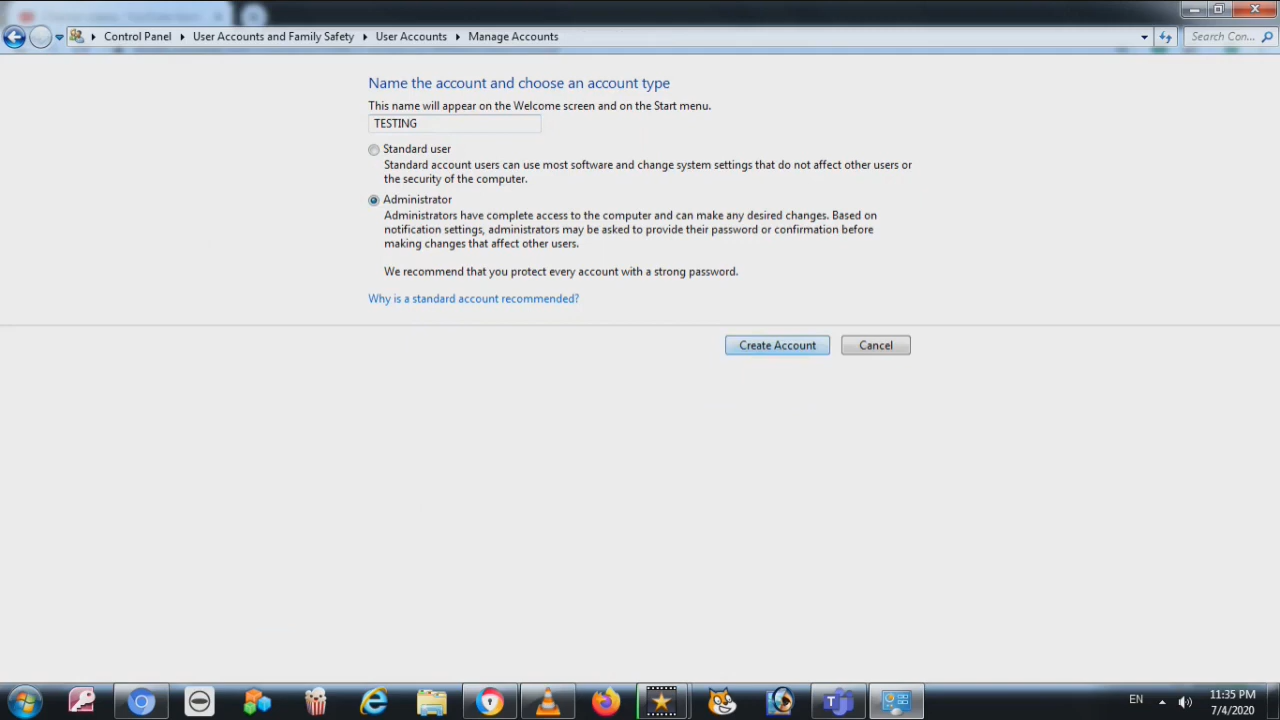 Control Panel
User Accounts and Family Safety
User Accounts
Manage Accounts
Search Con...
Name the account and choose an account type
This name will appear on the Welcome screen and on the Start menu.
TESTING
Standard user
Standard account users can use most software and change system settings that do not affect other users or
the security of the computer.
Administrator
Administrators have complete access to the computer and can make any desired changes. Based on
notification settings, administrators may be asked to provide their password or confirmation before
making changes that affect other users.
We recommend that you protect every account with a strong password.
Why is a standard account recommended?
Create Account
Cancel
EN
11:35 PM
7/4/2020